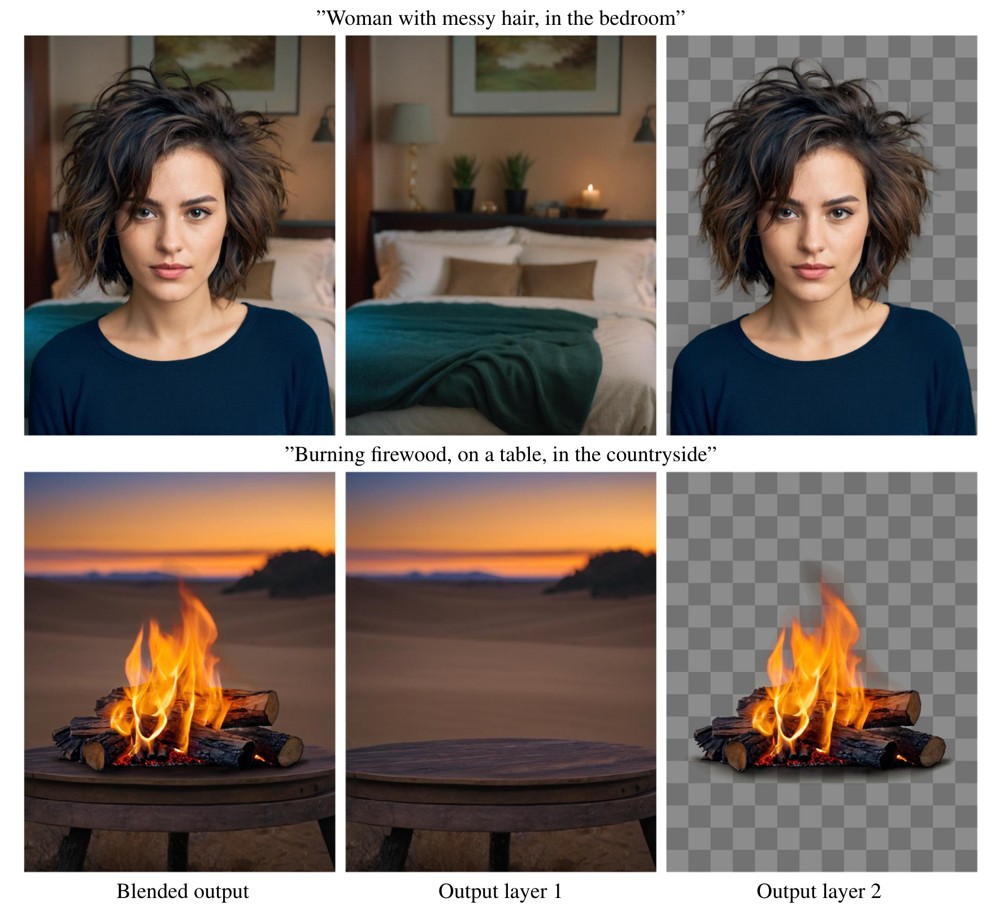 ”Woman with messy hair, in the bedroom”
”Burning firewood, on a table, in the countryside”
Blended output
Output layer 1
Output layer 2